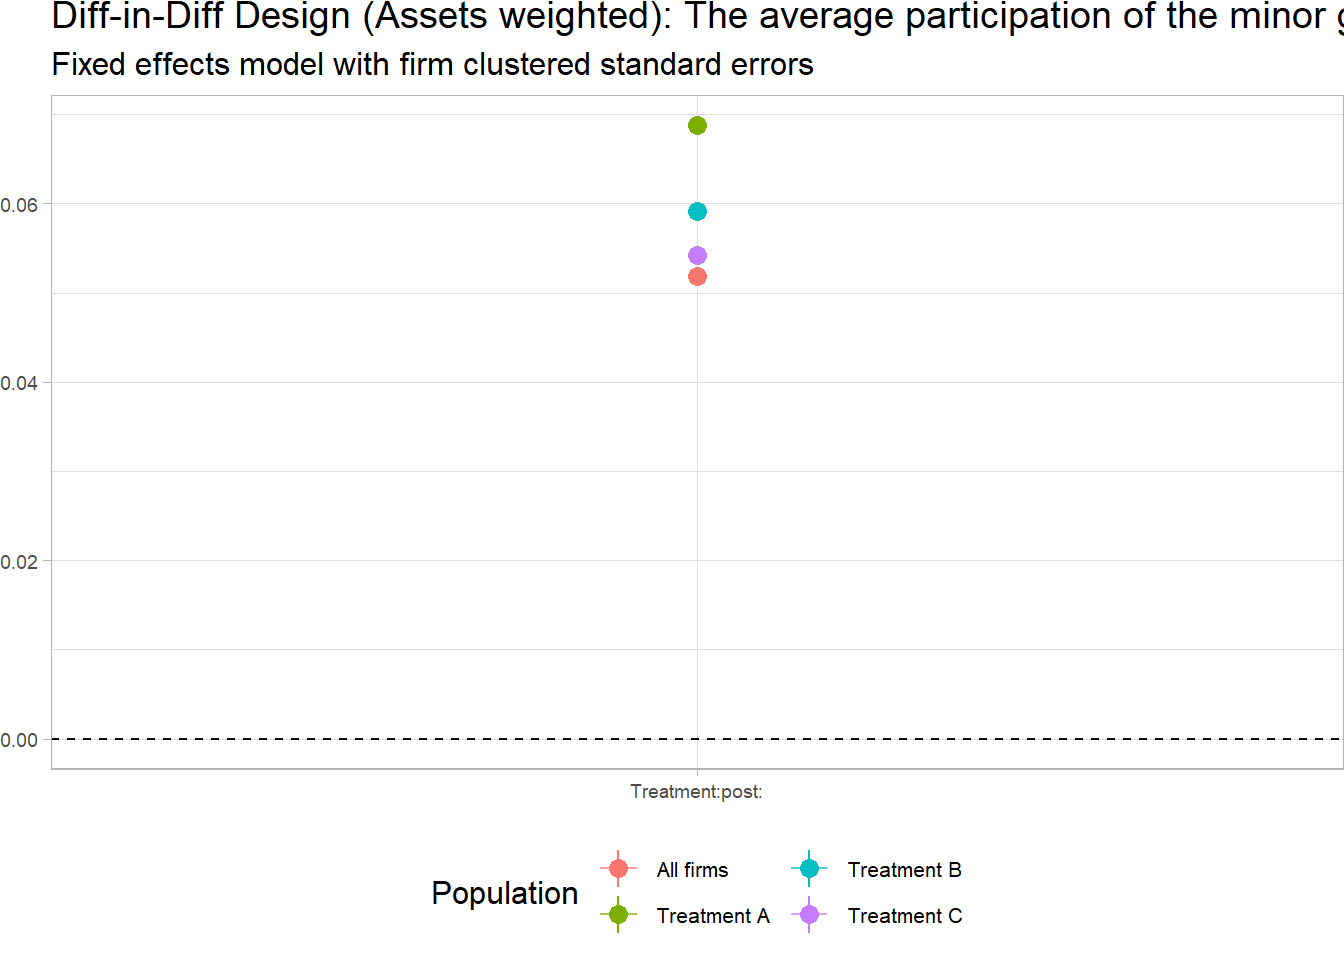 Diff-in-Diff Design (Assets weighted): The average participation of the minor
Fixed effects model with firm clustered standard errors
0.06
0.04
0.02
0.00
Treatment:post:
Population
All firms
Treatment B
Treatment A
Treatment C